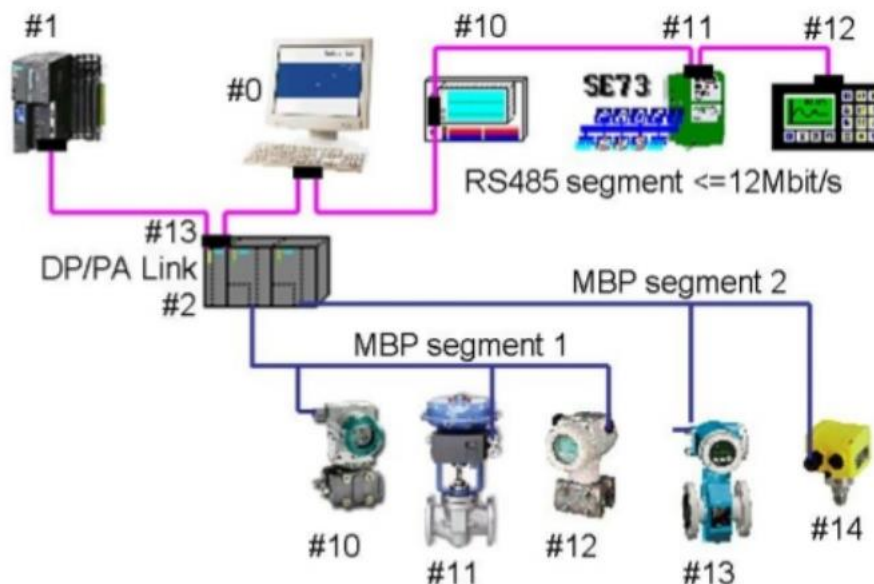 #1
#0
#10
#11
#12
SE73
RS485 segment <=12Mbit/s
#13
DP/PA Link
#2
MBP segment 2
MBP segment 1
#10
#11
#12
#13
#14